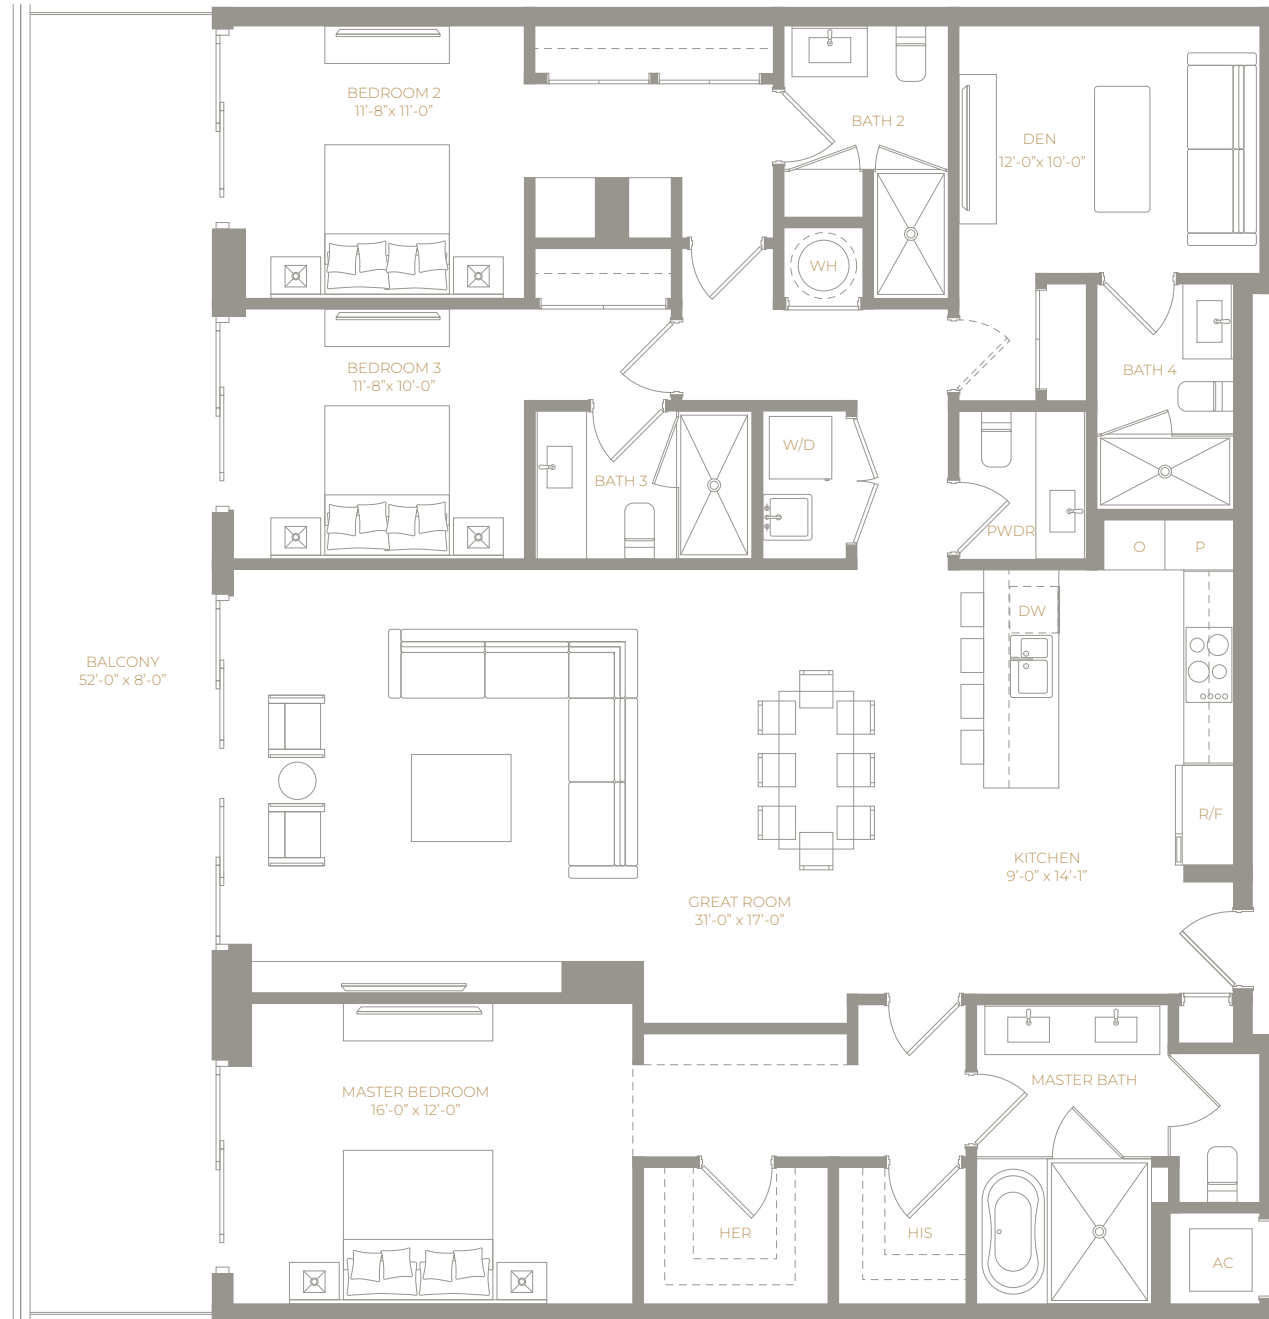 BEDROOM 2
11'-8"x 11'-0"
BATH 2
DEN
12'-0"x 10'-0"
WH
BEDROOM 3
11'-8"x 10'-0"
BATH 4
W/D
BATH 3
PWDR
O
P
DW
BALCONY
52'-0" x 8'-0"
R/F
KITCHEN
9'-0" x 14'-1"
GREAT ROOM
31'-0" x 17'-0"
MASTER BEDROOM
16'-0" x 12'-0"
MASTER BATH
HER
HIS
AC